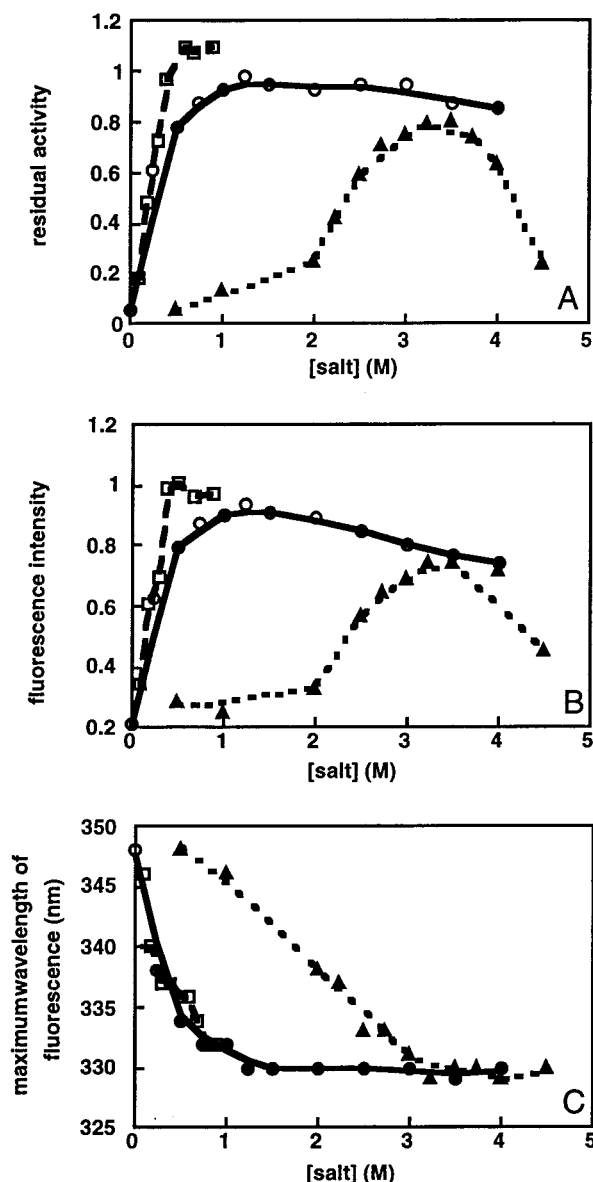 1.2
1
0.8
0.6
0.4
0.2
0
residual activity
A
0 1 2 3 4 5
[salt] (M)
1.2
1
0.8
0.6
0.4
0.2
fluorescence intensity
B
0 1 2 3 4 5
[salt] (M)
350
345
340
335
330
325
maximumwavelength of
fluorescence (nm)
C
0 1 2 3 4 5
[salt] (M)